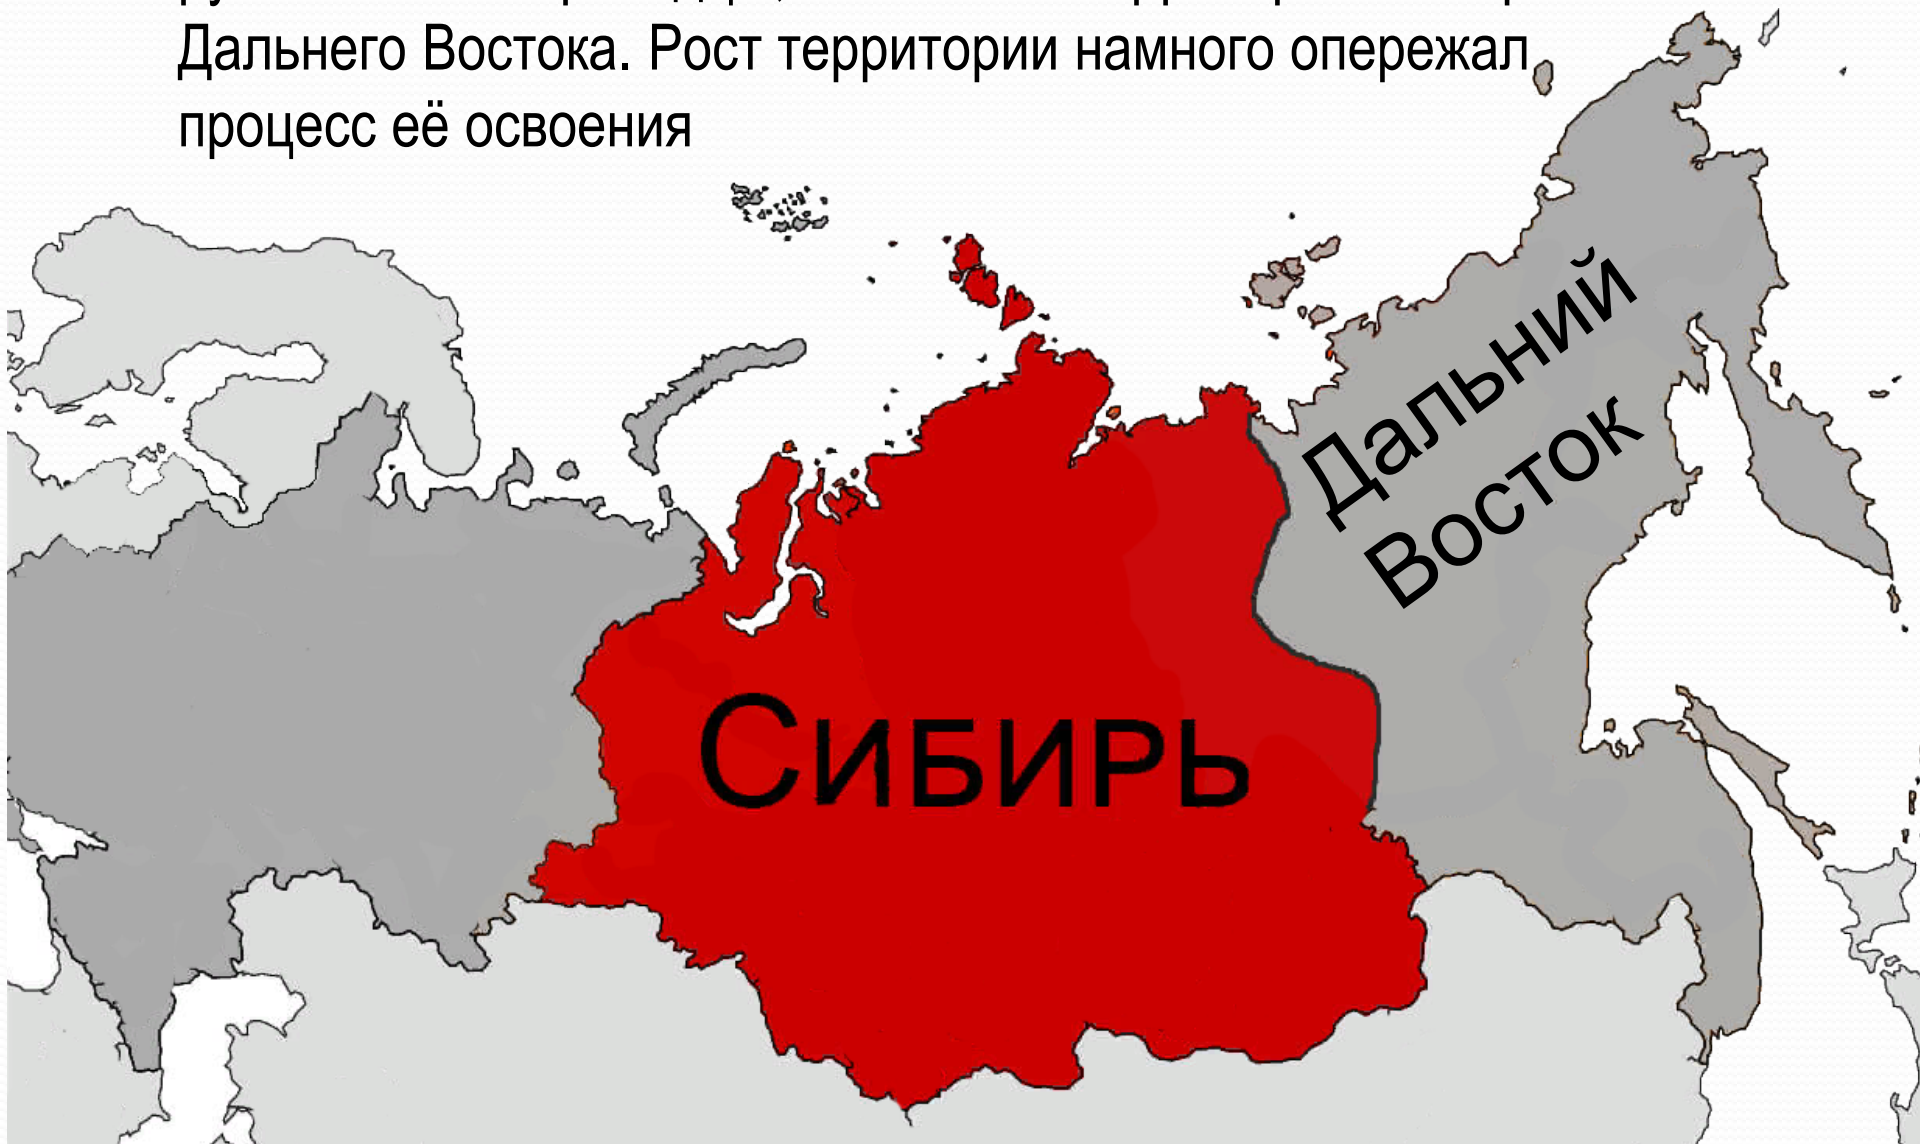 Дальнего Востока. Рост территории намного опережал
процесс её освоения
Дальний
Восток
Сибирь